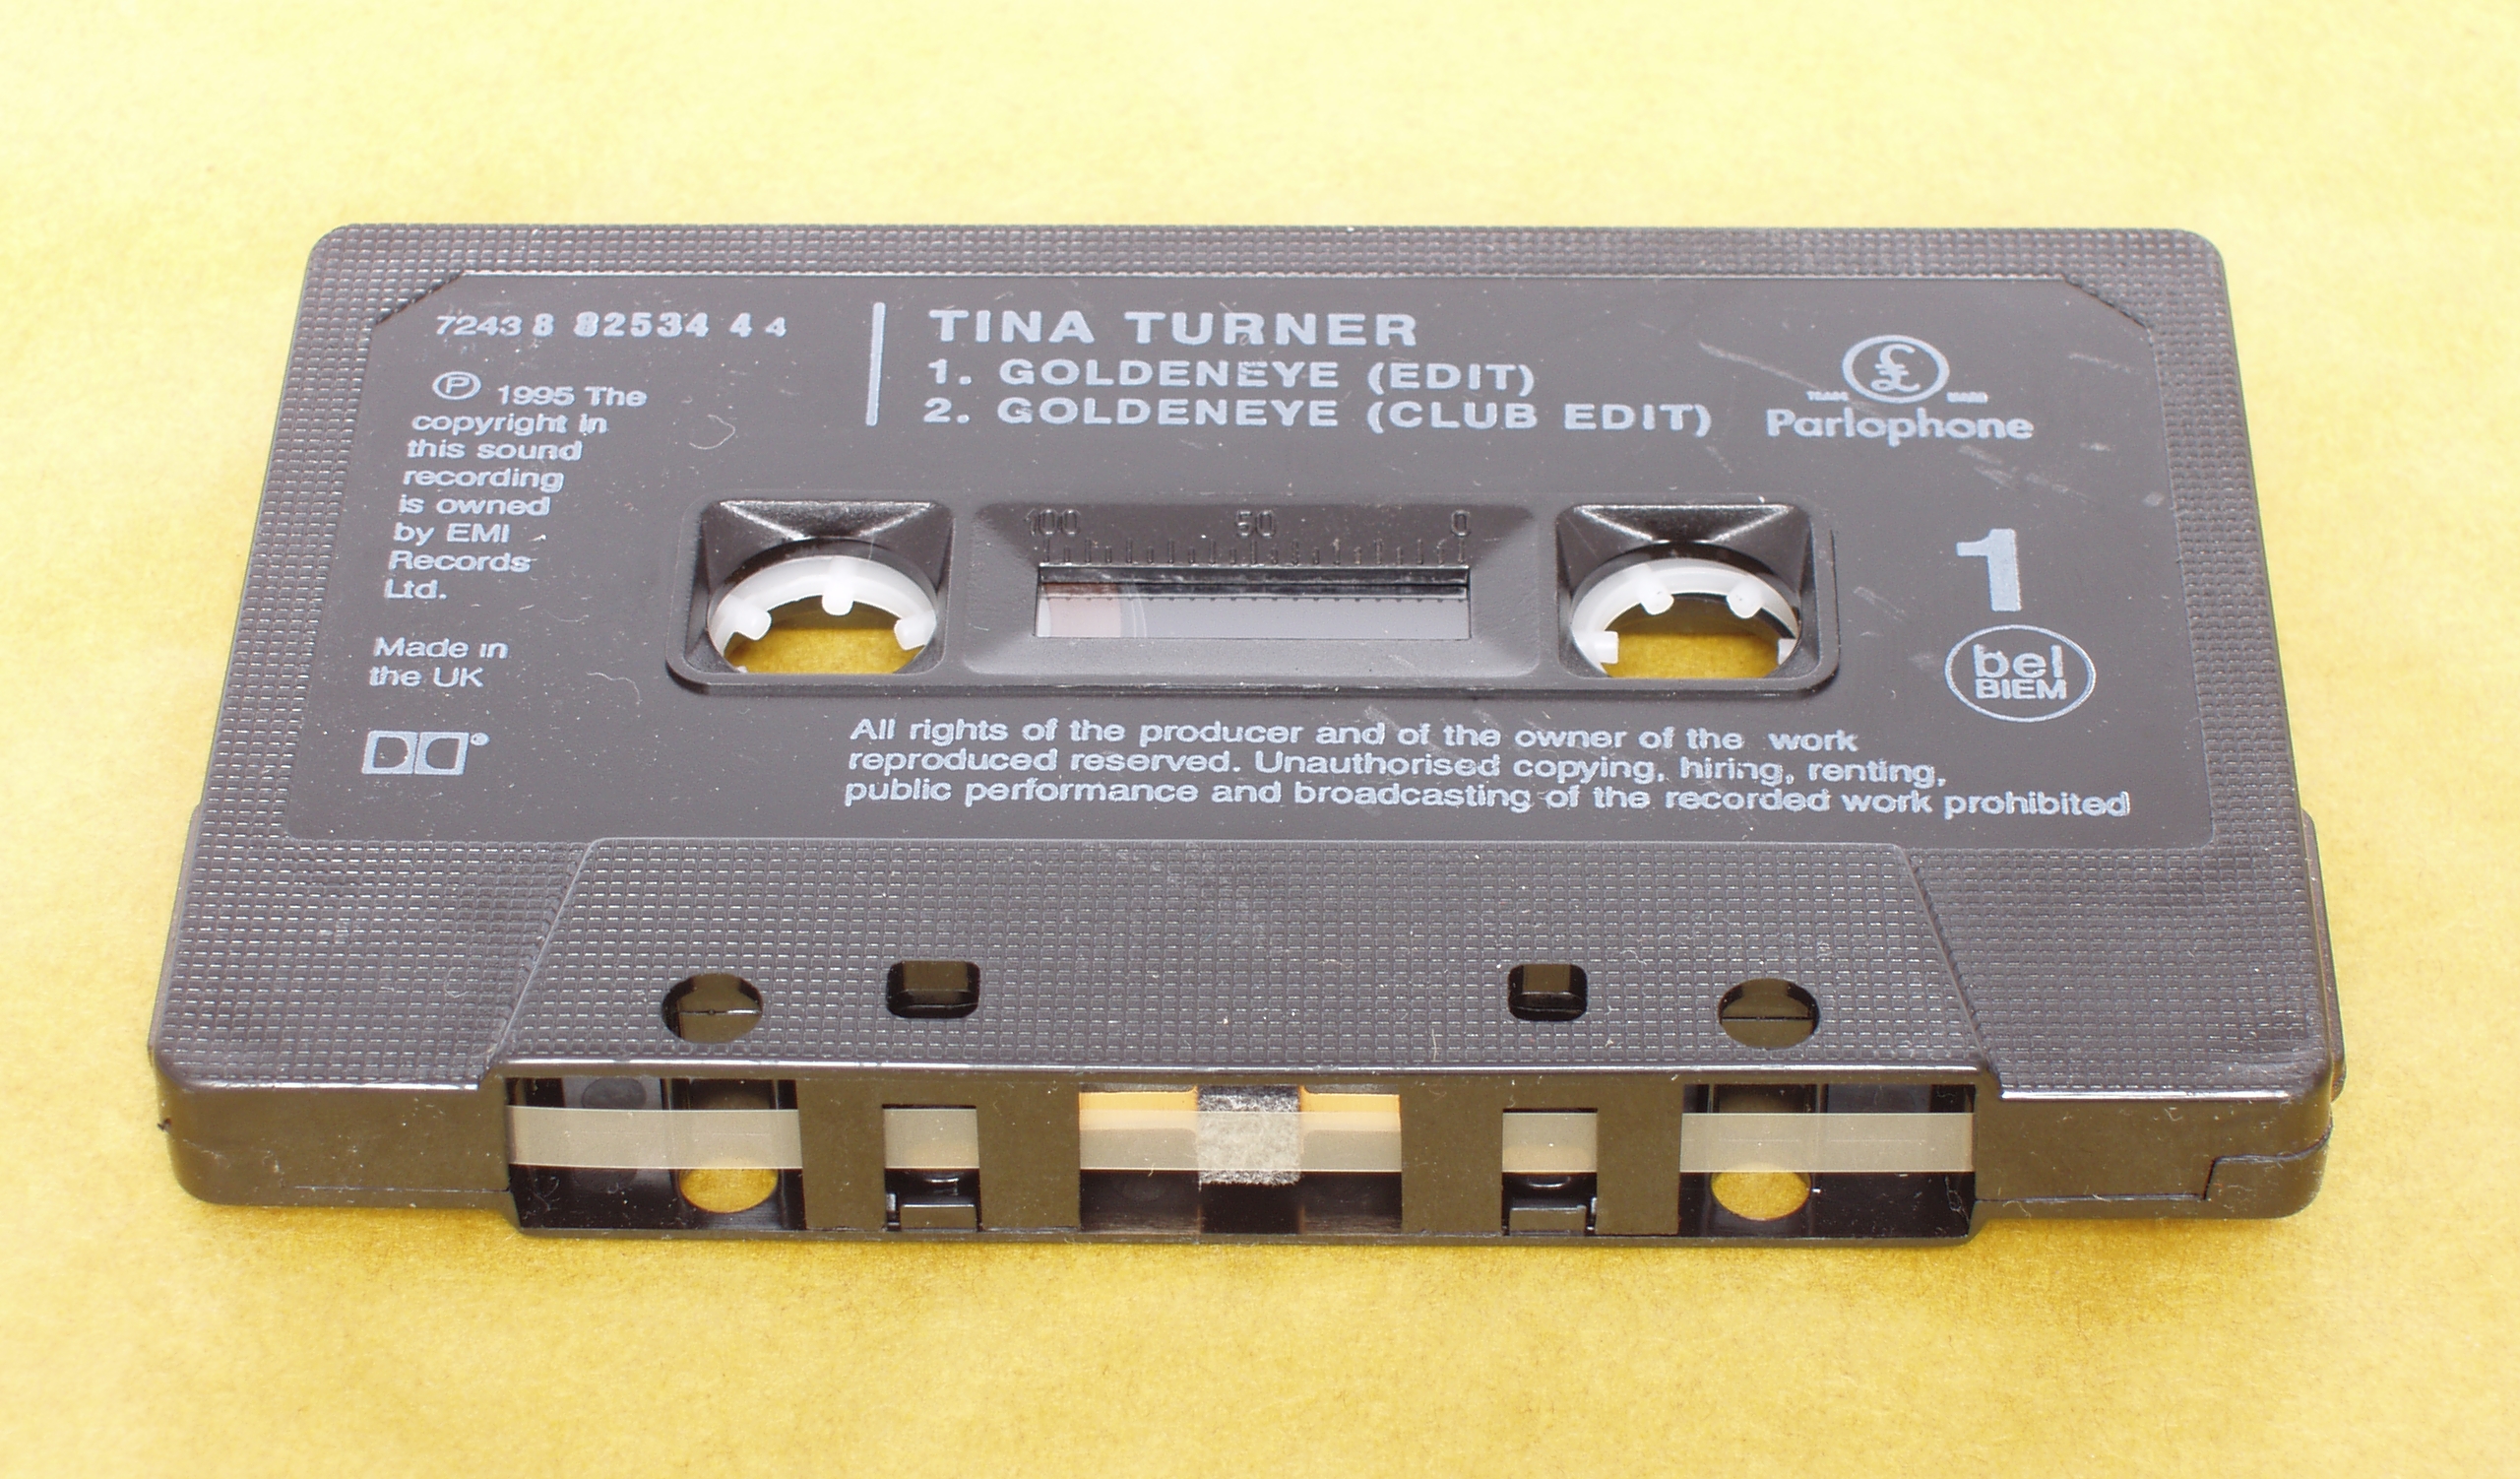 7243 8 82534 4 4
℗ 1995 The
copyright in
this sound
recording
is owned
by EMI
Records
Ltd.
Made in
the UK
TINA TURNER
1. GOLDENEYE (EDIT)
2. GOLDENEYE (CLUB EDIT)
£
TRADE MARK
Parlophone
100 50 0
1
bel
BIEM
All rights of the producer and of the owner of the work
reproduced reserved. Unauthorised copying, hiring, renting,
public performance and broadcasting of the recorded work prohibited